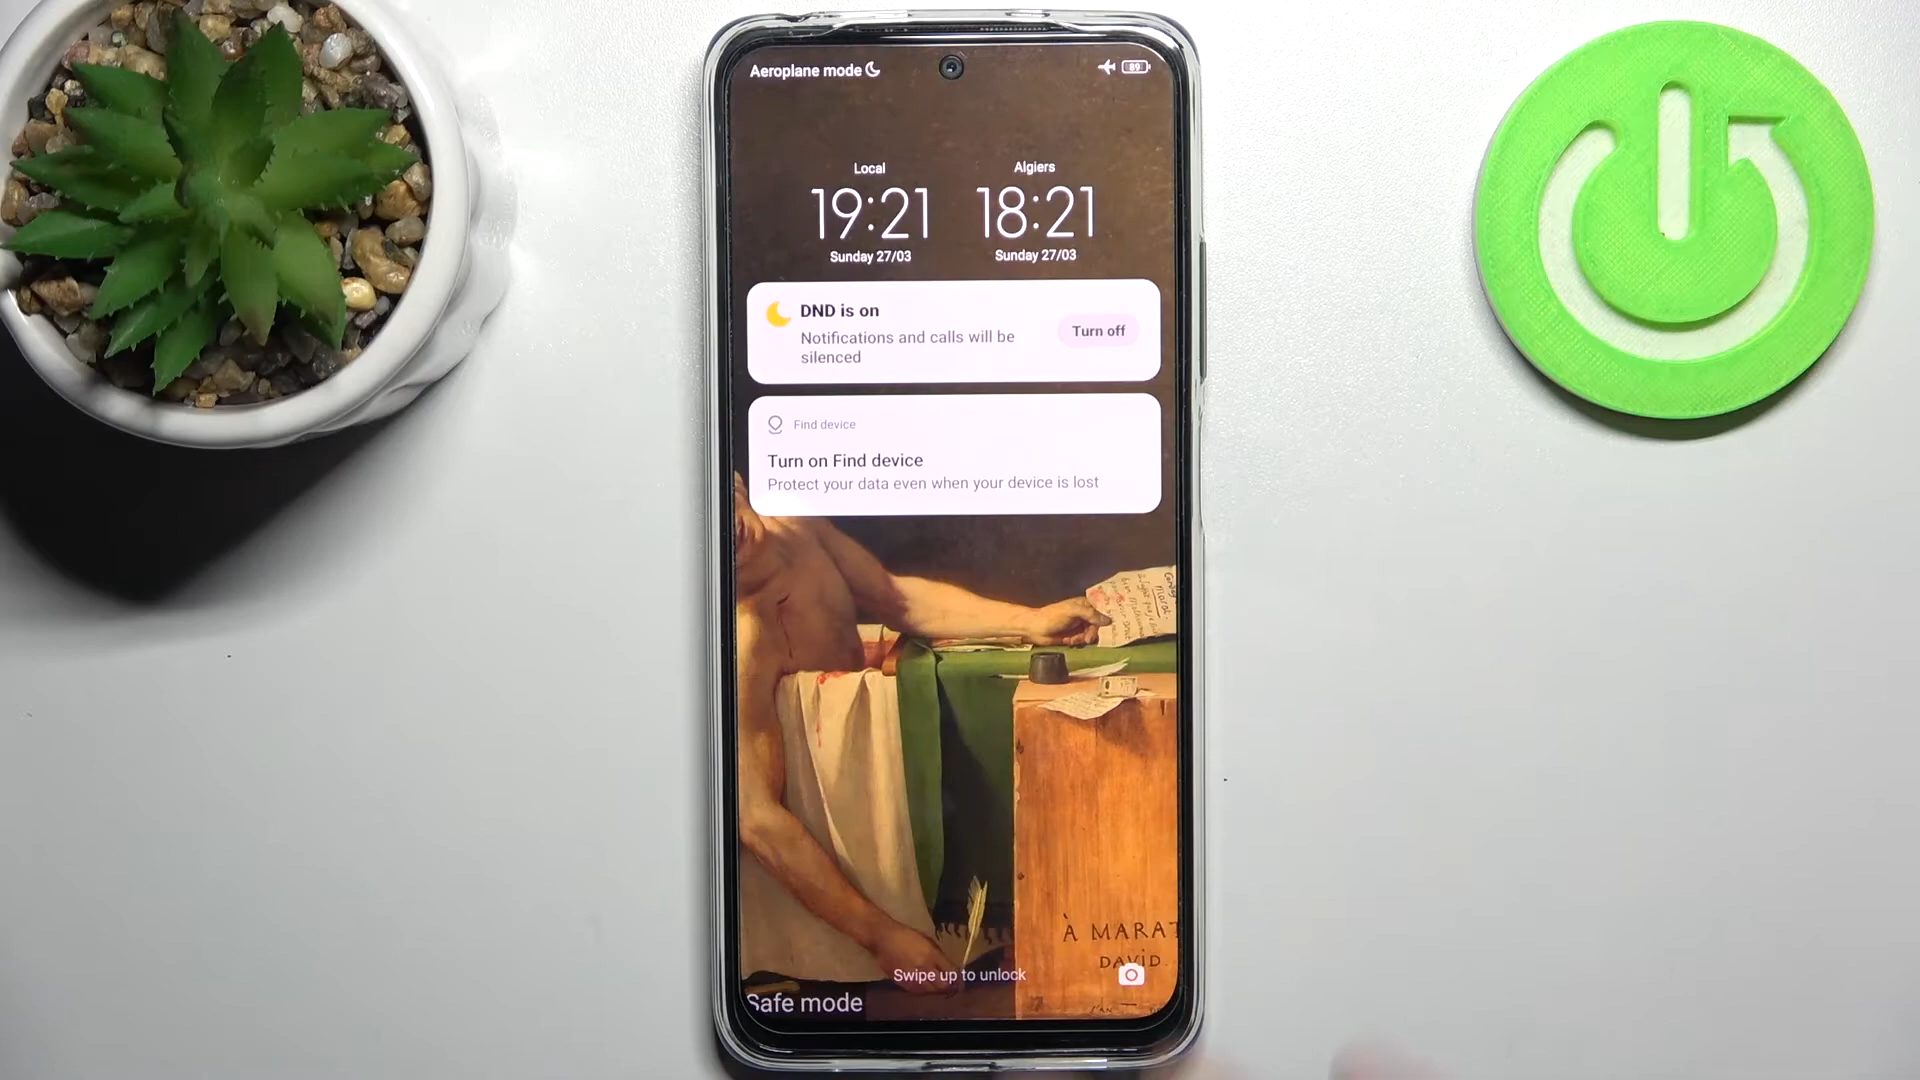 Aeroplane mode
89
Local
Algiers
19:21
18:21
Sunday 27/03
Sunday 27/03
DND is on
Notifications and calls will be
silenced
Turn off
Find device
Turn on Find device
Protect your data even when your device is lost
À MARAT
DAVID.
Swipe up to unlock
Safe mode